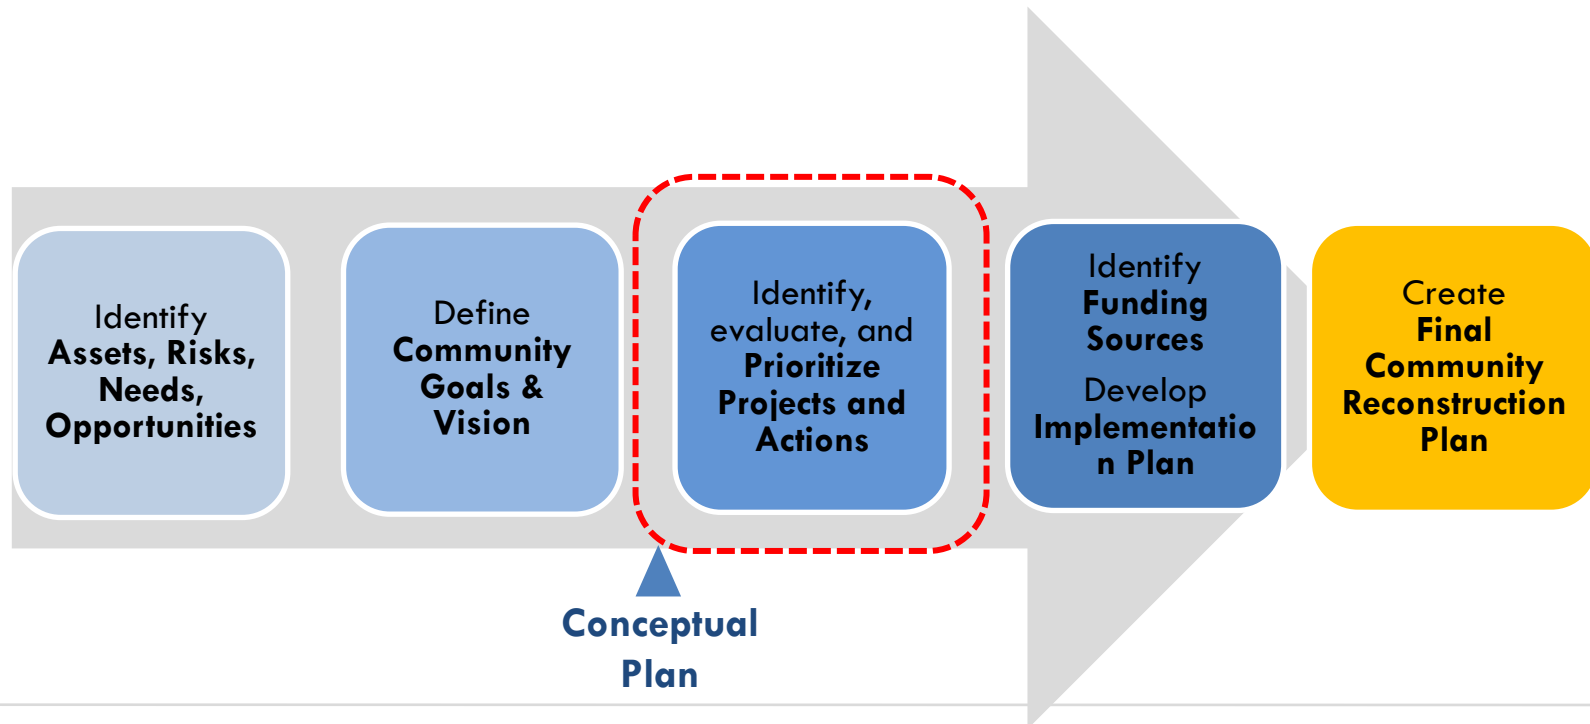 Identify
Assets, Risks,
Needs,
Opportunities
Define
Community
Goals &
Vision
Identify,
evaluate, and
Prioritize
Projects and
Actions
Identify
Funding
Sources
Develop
Implementatio
n Plan
Create
Final
Community
Reconstruction
Plan
Conceptual
Plan